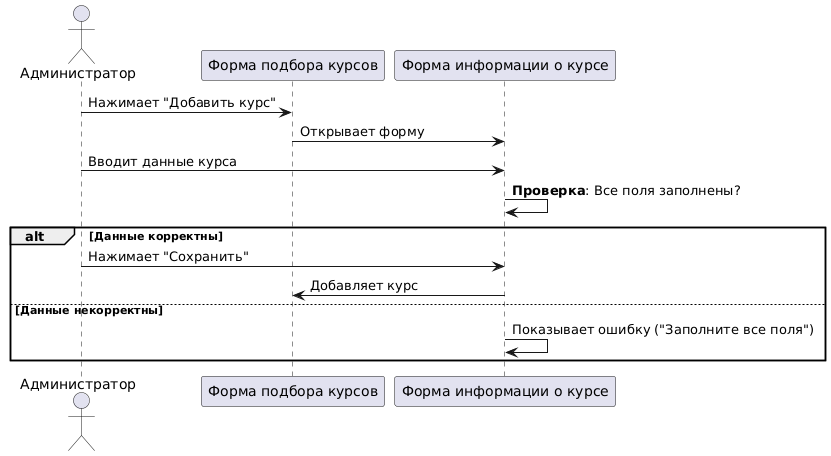 Администратор
Форма подбора курсов
Форма информации о курсе
Нажимает "Добавить курс"
Открывает форму
Вводит данные курса
Проверка: Все поля заполнены?
alt
[Данные корректны]
Нажимает "Сохранить"
Добавляет курс
[Данные некорректны]
Показывает ошибку ("Заполните все поля")
Администратор
Форма подбора курсов
Форма информации о курсе